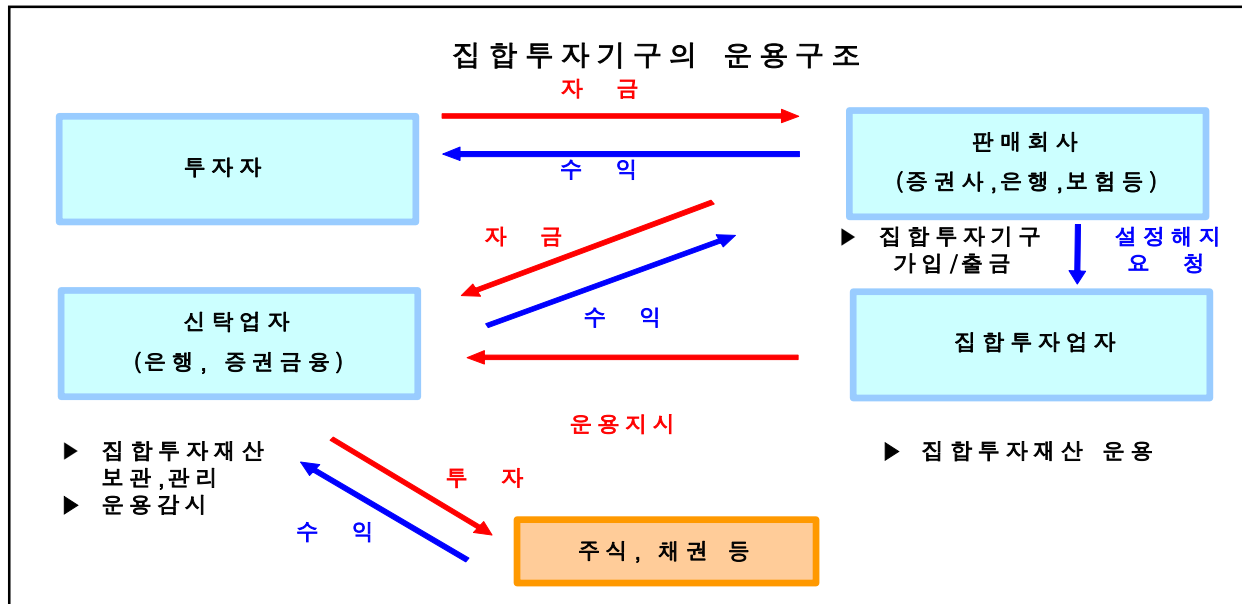 집합투자기구의 운용구조
자 금
투자자
수 익
판매회사
(증권사,은행,보험등)
자 금
▶ 집합투자기구
가입/출금
설정해지
요 청
신탁업자
(은행, 증권금융)
수 익
집합투자업자
운용지시
▶ 집합투자재산
보관,관리
▶ 운용감시
▶ 집합투자재산 운용
투 자
수 익
주식, 채권 등